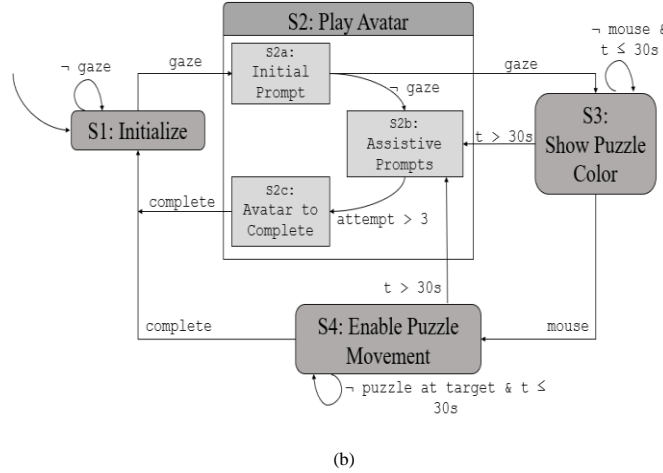 S2: Play Avatar
¬ mouse &
t ≤ 30s
S2a:
Initial
Prompt
gaze
gaze
¬ gaze
¬ gaze
S1: Initialize
S2b:
Assistive
Prompts
t > 30s
S3:
Show Puzzle
Color
S2c:
Avatar to
Complete
complete
attempt > 3
t > 30s
complete
S4: Enable Puzzle
Movement
mouse
¬ puzzle at target & t ≤
30s
(b)